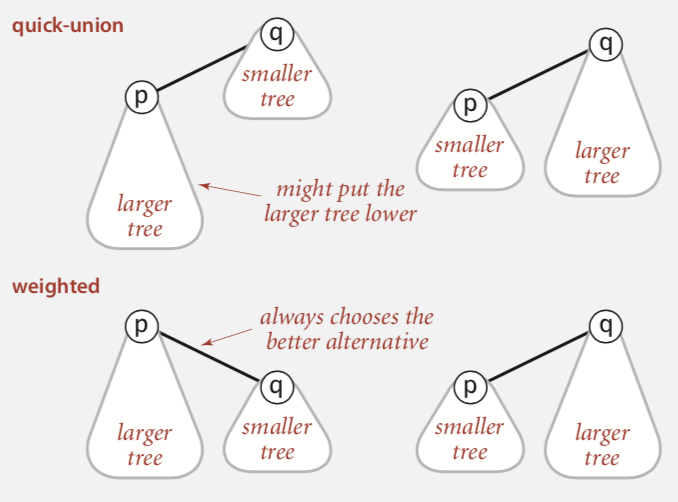 quick-union
q
smaller
tree
p
larger
tree
might put the
larger tree lower
q
p
smaller
tree
larger
tree
weighted
p
always chooses the
better alternative
q
larger
tree
smaller
tree
q
p
smaller
tree
larger
tree